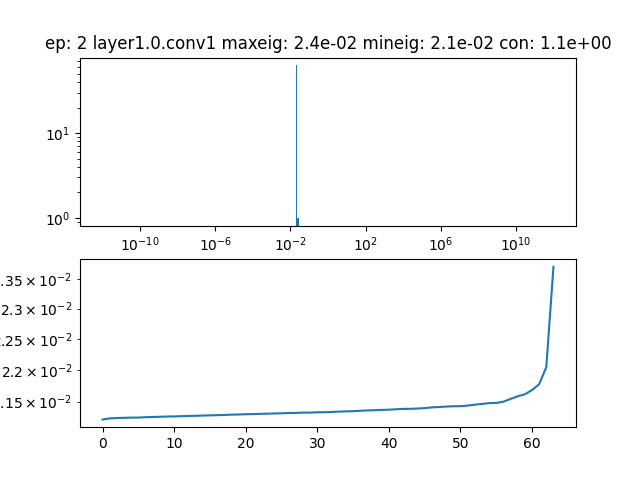 ep: 2 layer1.0.conv1 maxeig: 2.4e-02 mineig: 2.1e-02 con: 1.1e+00
10¹
10⁰
10⁻¹⁰ 10⁻⁶ 10⁻² 10² 10⁶ 10¹⁰
.35 × 10⁻²
2.3 × 10⁻²
.25 × 10⁻²
2.2 × 10⁻²
.15 × 10⁻²
0 10 20 30 40 50 60